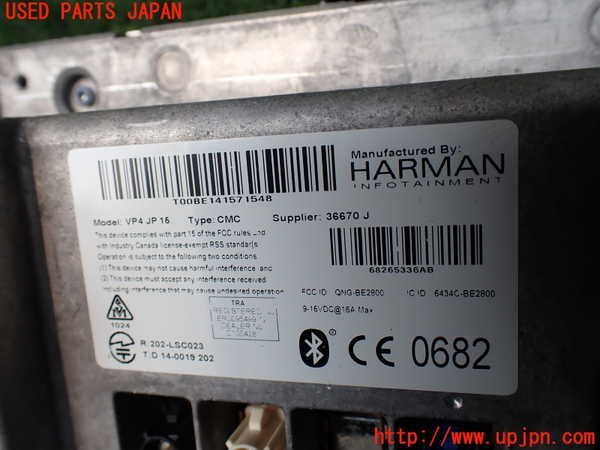 USED PARTS JAPAN
Manufactured By:
HARMAN
INFOTAINMENT
T00BE141571548
Model: VP4 JP 15 Type: CMC Supplier: 36670 J
68265336AB
This device complies with part 15 of the FCC rules and
with Industry Canada license-exempt RSS standar(s)
Operation is subject to the following two conditions
(1) This device may not cause harmful interference and
(2) This device must accept any interference received
including interference that may cause undesired operation
FCC ID QNG-BE2800 IC ID 6434C-BE2800
9-16VDC@16A Max
TRA
REGISTERED
DEALER
1024
R: 202-LSC023
T: D 14-0019 202
CE 0682
http://www.upjpn.com/